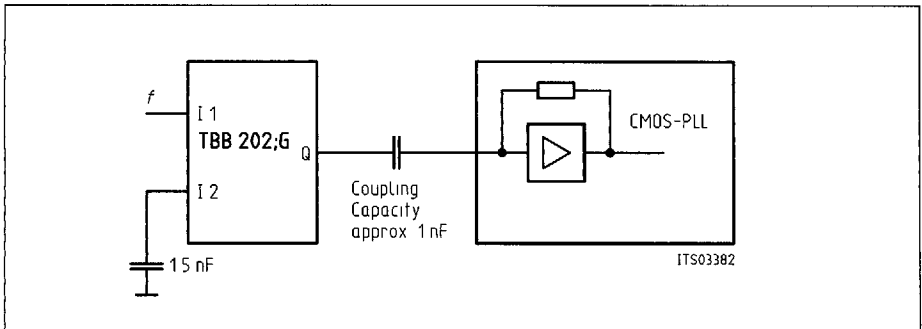 f
I 1
TBB 202;G
Q
I 2
15 nF
Coupling
Capacity
approx 1 nF
CMOS-PLL
ITS03382